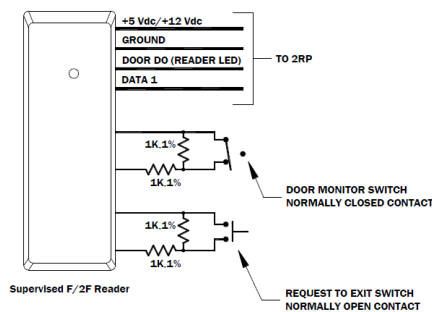 +5 Vdc/+12 Vdc
GROUND
DOOR DO (READER LED)
TO 2RP
DATA 1
1K.1%
1K.1%
DOOR MONITOR SWITCH
NORMALLY CLOSED CONTACT
1K.1%
1K.1%
Supervised F/2F Reader
REQUEST TO EXIT SWITCH
NORMALLY OPEN CONTACT